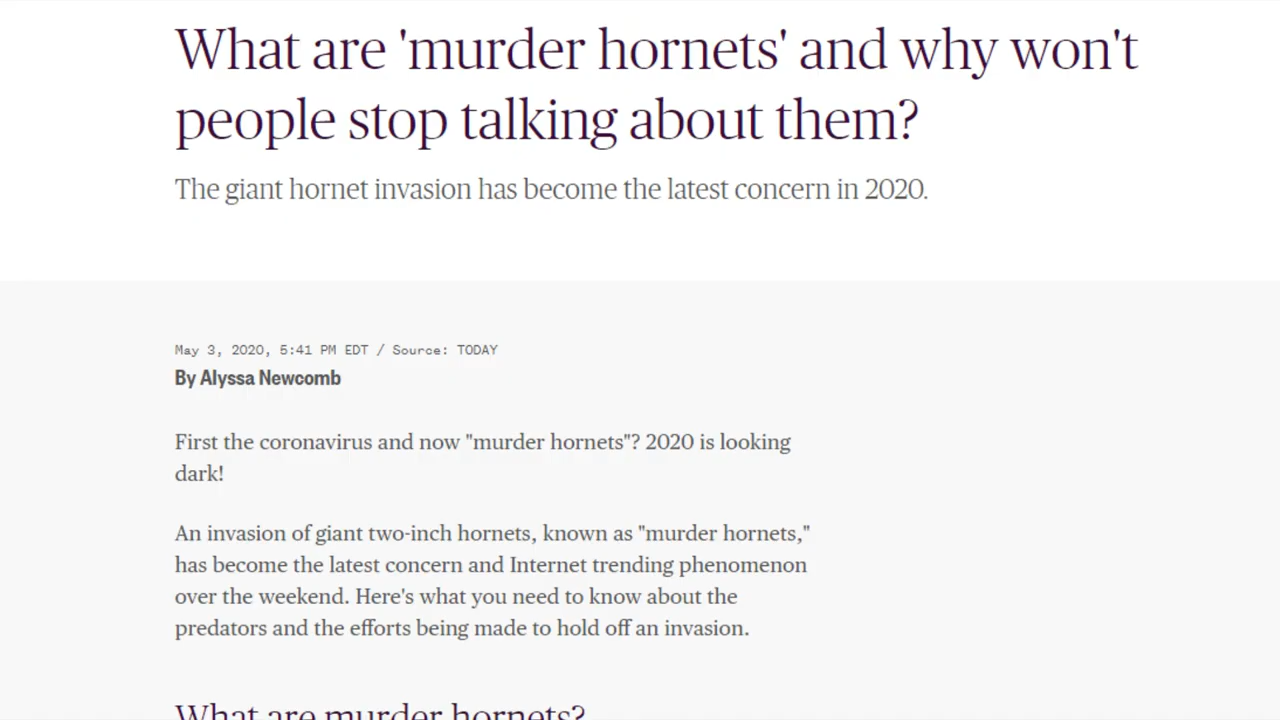 What are 'murder hornets' and why won't
people stop talking about them?
The giant hornet invasion has become the latest concern in 2020.
May 3, 2020, 5:41 PM EDT / Source: TODAY
By Alyssa Newcomb
First the coronavirus and now "murder hornets"? 2020 is looking
dark!
An invasion of giant two-inch hornets, known as "murder hornets,"
has become the latest concern and Internet trending phenomenon
over the weekend. Here's what you need to know about the
predators and the efforts being made to hold off an invasion.
What are murder hornets?